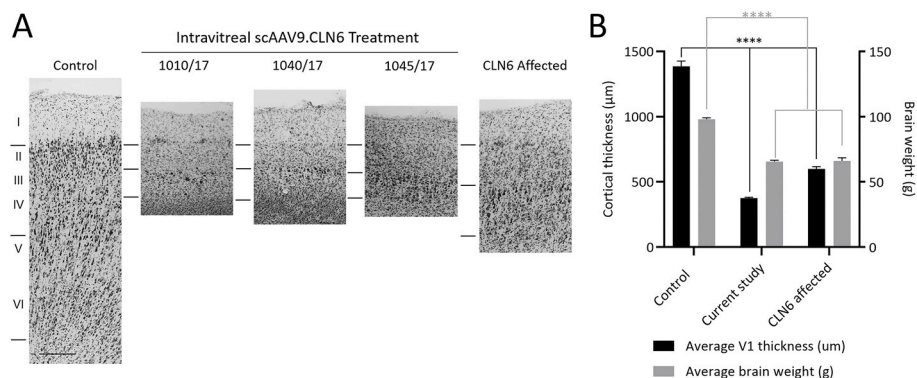 A
Intravitreal scAAV9.CLN6 Treatment
Control
1010/17
1040/17
1045/17
CLN6 Affected
I
II
III
IV
V
VI
B
****
****
1500
1000
500
0
Cortical thickness (µm)
150
100
50
0
Brain weight (g)
Control
Current study
CLN6 affected
Average V1 thickness (um)
Average brain weight (g)